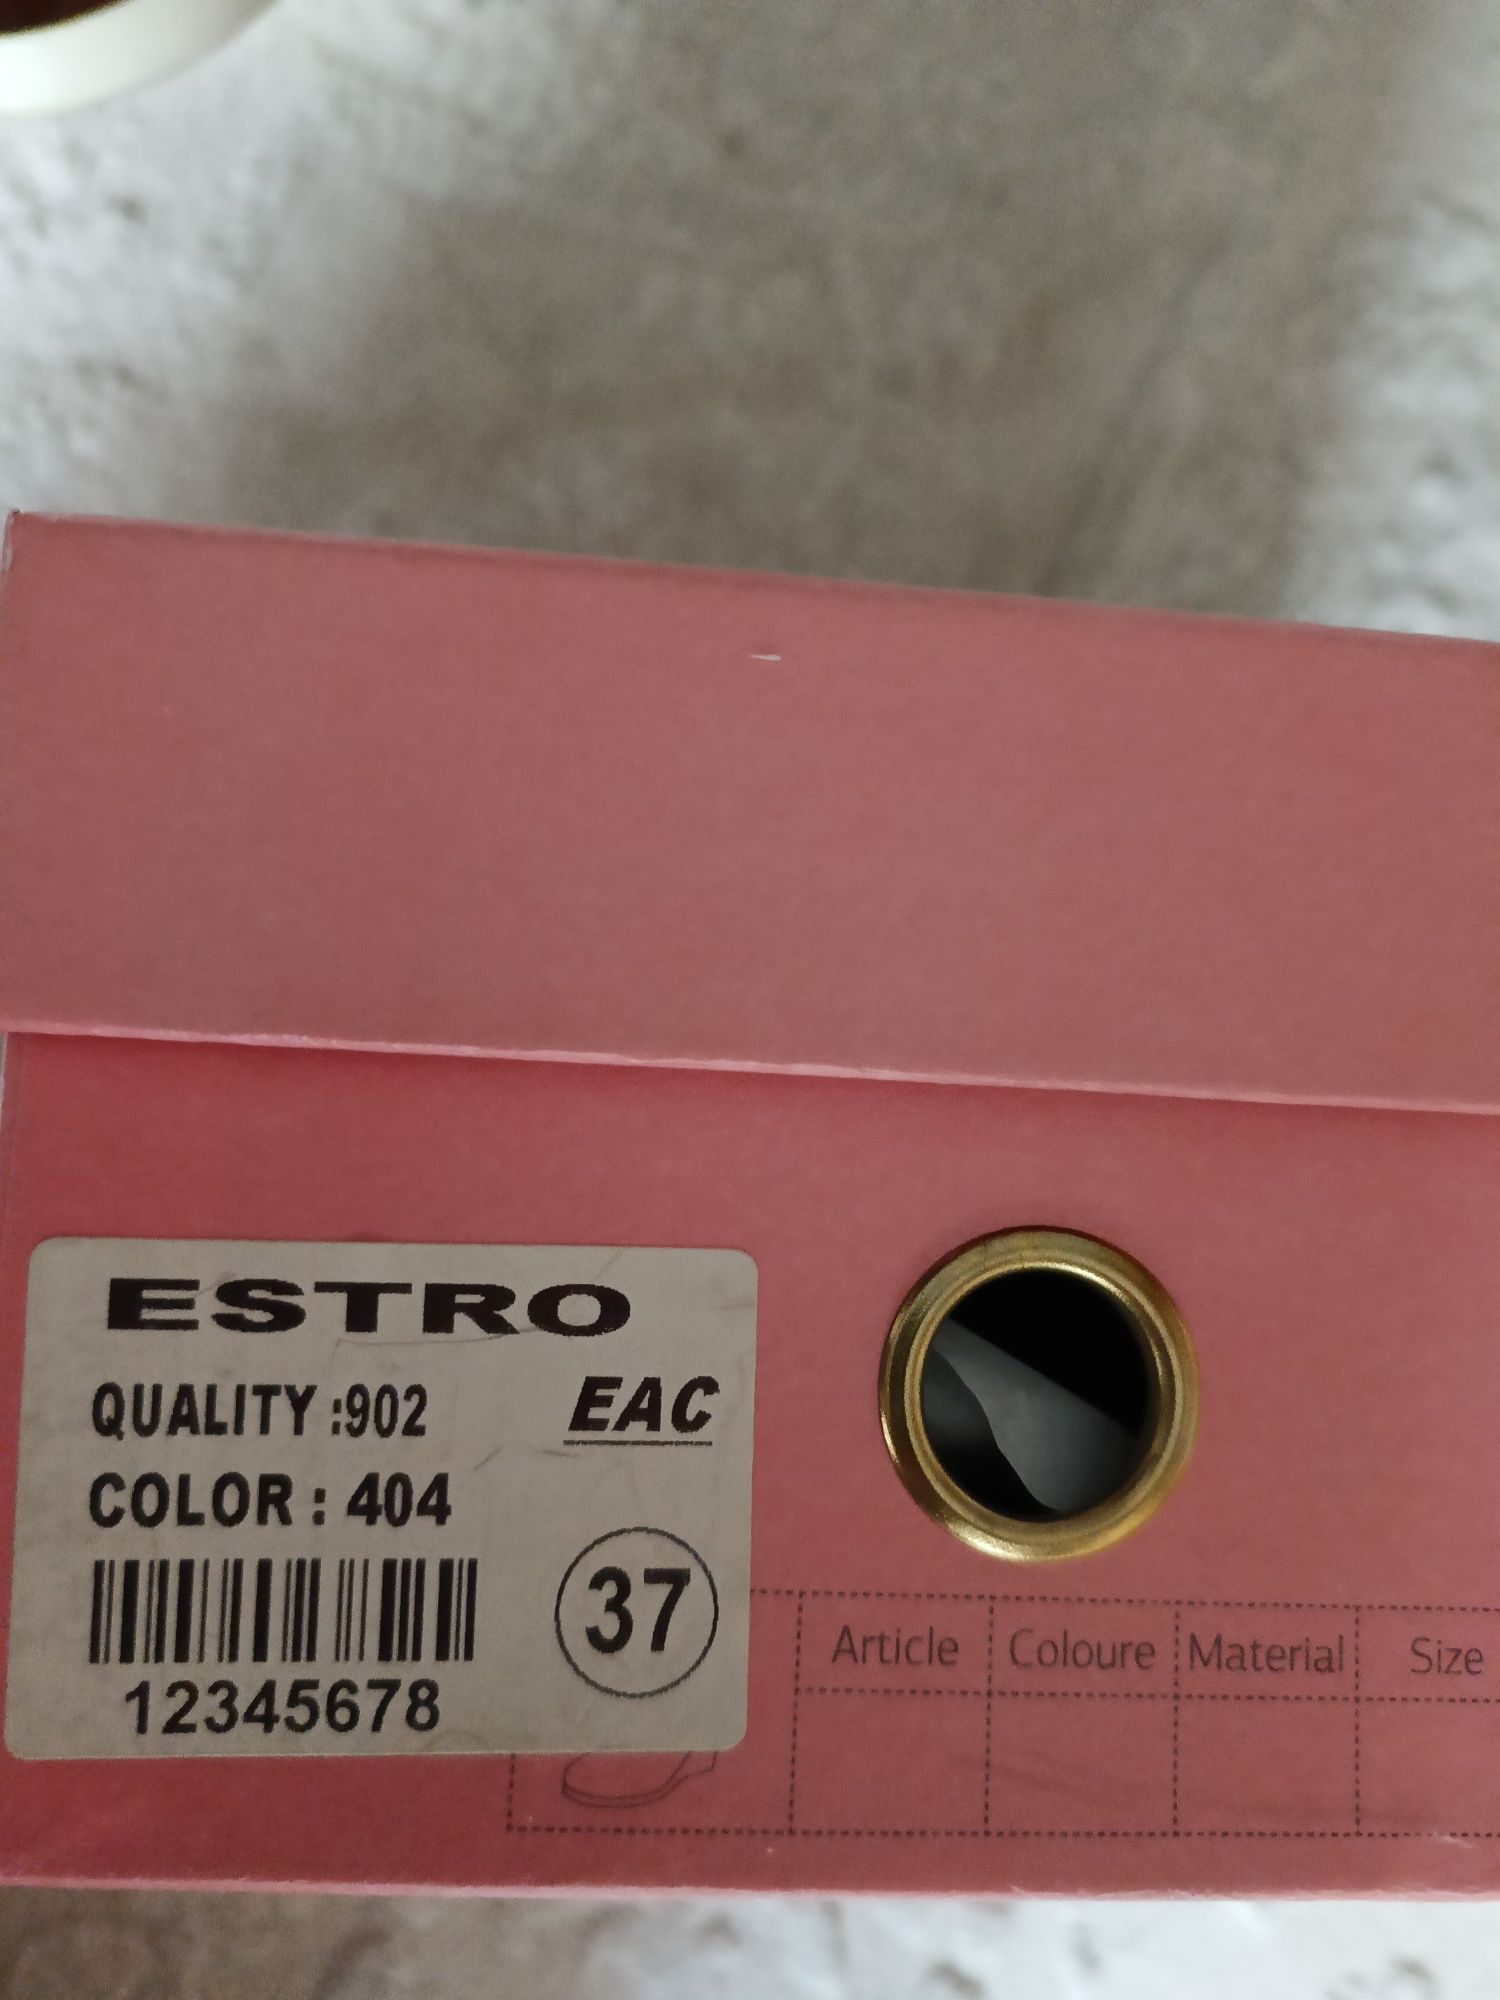 ESTRO
QUALITY :902
EAC
COLOR : 404
37
12345678
Article Coloure Material Size